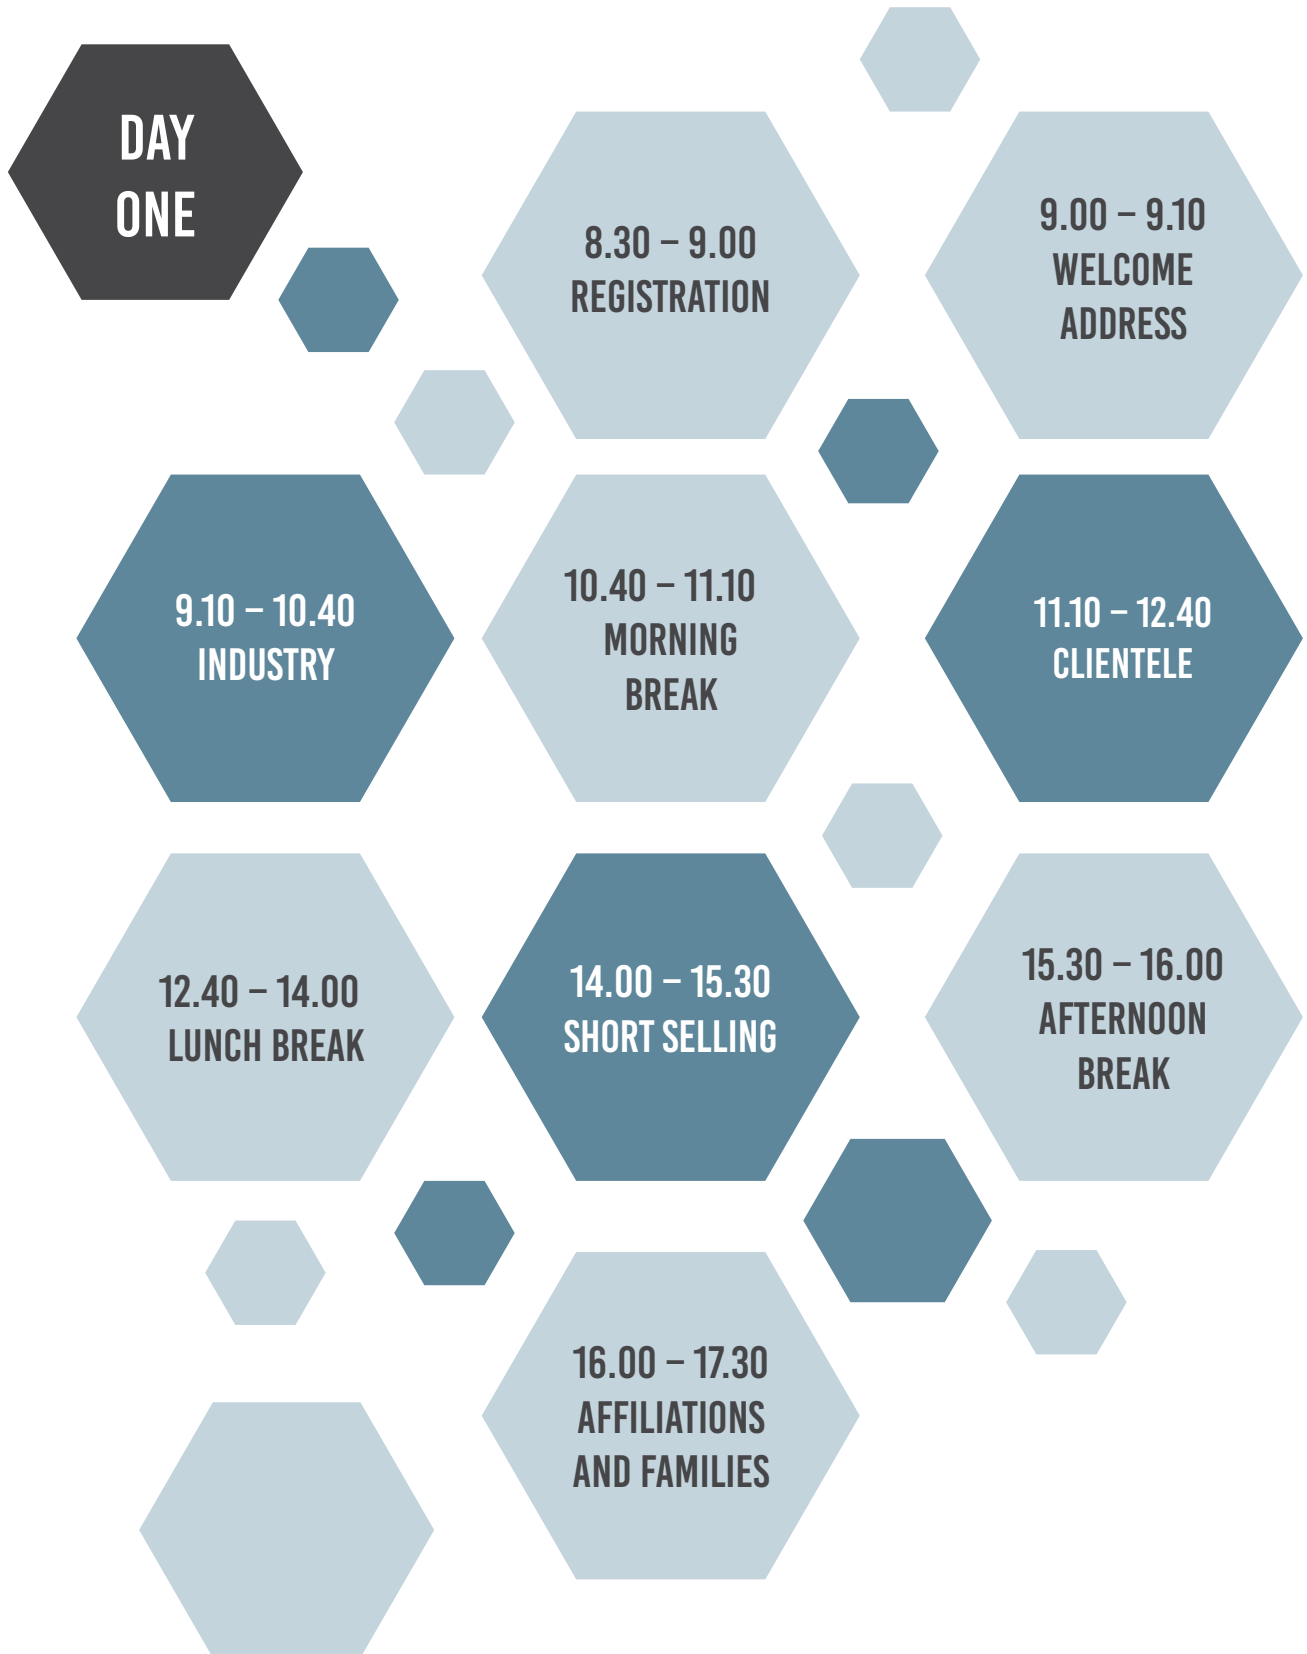 DAY
ONE
8.30 – 9.00
REGISTRATION
9.00 – 9.10
WELCOME
ADDRESS
9.10 – 10.40
INDUSTRY
10.40 – 11.10
MORNING
BREAK
11.10 – 12.40
CLIENTELE
12.40 – 14.00
LUNCH BREAK
14.00 – 15.30
SHORT SELLING
15.30 – 16.00
AFTERNOON
BREAK
16.00 – 17.30
AFFILIATIONS
AND FAMILIES